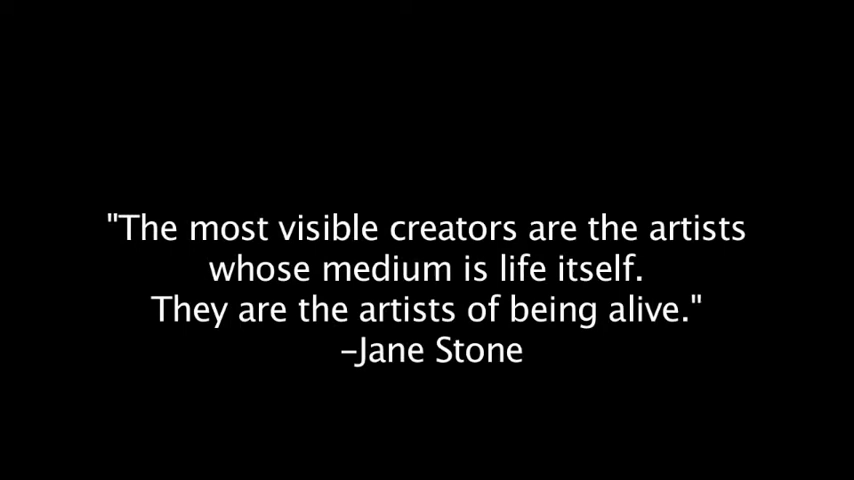 "The most visible creators are the artists
whose medium is life itself.
They are the artists of being alive."
–Jane Stone